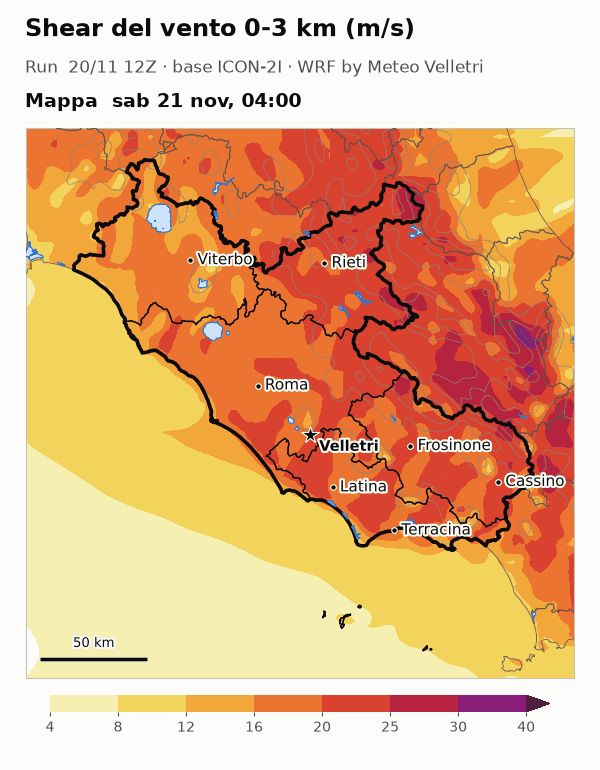 Shear del vento 0-3 km (m/s)
Run 20/11 12Z · base ICON-2I · WRF by Meteo Velletri
Mappa sab 21 nov, 04:00
Viterbo
Rieti
Roma
Velletri
Frosinone
Cassino
Latina
Terracina
50 km
4 8 12 16 20 25 30 40